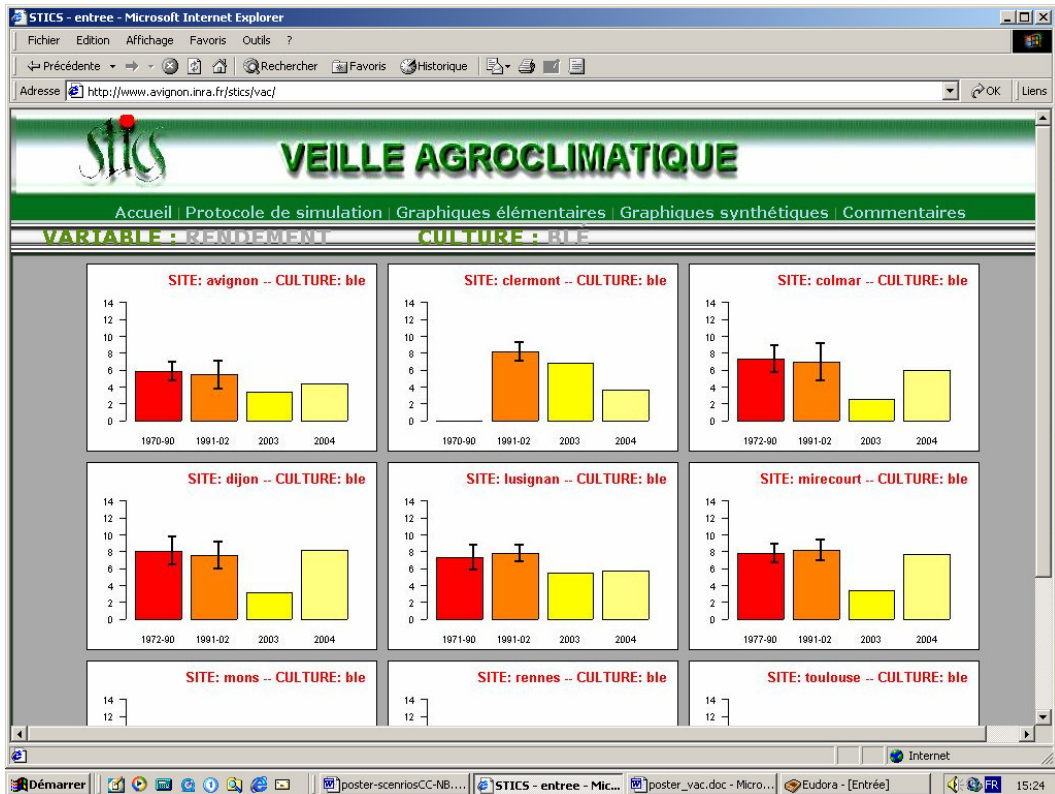 STICS - entree - Microsoft Internet Explorer
Fichier Edition Affichage Favoris Outils ?
Précédente Rechercher Favoris Historique
Adresse http://www.avignon.inra.fr/stics/vac/ OK Liens
stics VEILLE AGROCLIMATIQUE
Accueil | Protocole de simulation | Graphiques élémentaires | Graphiques synthétiques | Commentaires
VARIABLE : RENDEMENT CULTURE : BLÉ
SITE: avignon -- CULTURE: ble
14
12
10
8
6
4
2
0
1970-90 1991-02 2003 2004
SITE: clermont -- CULTURE: ble
14
12
10
8
6
4
2
0
1970-90 1991-02 2003 2004
SITE: colmar -- CULTURE: ble
14
12
10
8
6
4
2
0
1972-90 1991-02 2003 2004
SITE: dijon -- CULTURE: ble
14
12
10
8
6
4
2
0
1972-90 1991-02 2003 2004
SITE: lusignan -- CULTURE: ble
14
12
10
8
6
4
2
0
1971-90 1991-02 2003 2004
SITE: mirecourt -- CULTURE: ble
14
12
10
8
6
4
2
0
1977-90 1991-02 2003 2004
SITE: mons -- CULTURE: ble
14
12
SITE: rennes -- CULTURE: ble
14
12
SITE: toulouse -- CULTURE: ble
14
12
Internet
Démarrer poster-scenriosCC-NB.... STICS - entree - Mic... poster_vac.doc - Micro... Eudora - [Entrée] FR 15:24